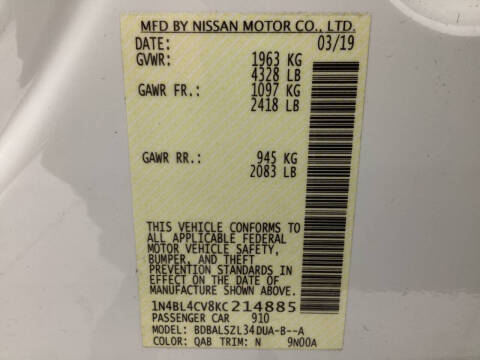 MFD BY NISSAN MOTOR CO., LTD.
DATE: 03/19
GVWR: 1963 KG
4328 LB
GAWR FR.: 1097 KG
2418 LB
GAWR RR.: 945 KG
2083 LB
THIS VEHICLE CONFORMS TO
ALL APPLICABLE FEDERAL
MOTOR VEHICLE SAFETY,
BUMPER, AND THEFT
PREVENTION STANDARDS IN
EFFECT ON THE DATE OF
MANUFACTURE SHOWN ABOVE.
1N4BL4CV8KC214885
PASSENGER CAR 910
MODEL: BDBALSZL34DUA-B--A
COLOR: QAB TRIM: N 9N00A